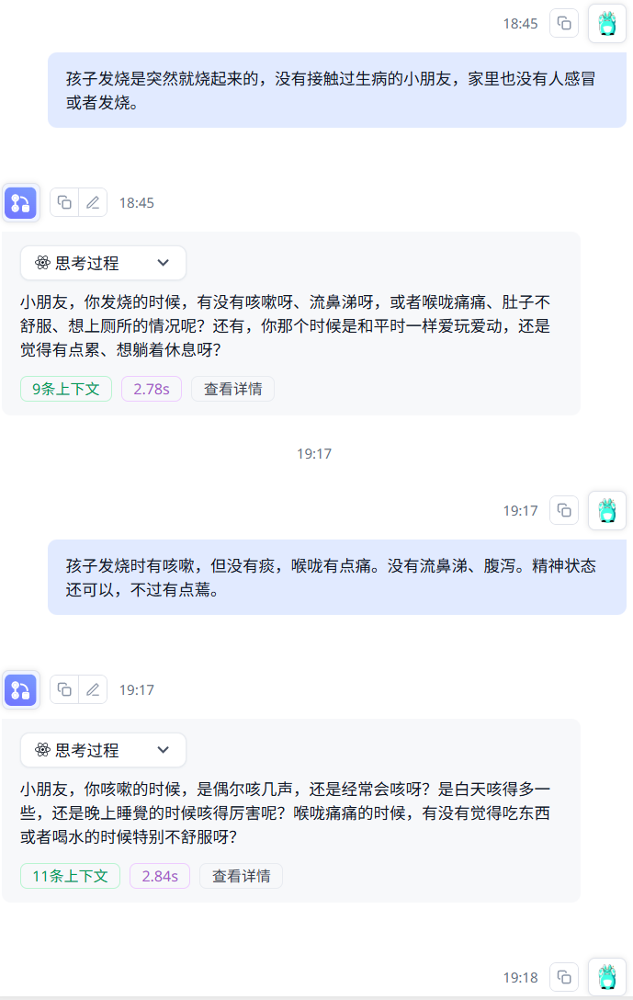 18:45
孩子发烧是突然就烧起来的，没有接触过生病的小朋友，家里也没有人感冒
或者发烧。
18:45
思考过程
小朋友，你发烧的时候，有没有咳嗽呀、流鼻涕呀，或者喉咙痛痛、肚子不
舒服、想上厕所的情况呢？还有，你那个时候是和平时一样爱玩爱动，还是
觉得有点累、想躺着休息呀？
9条上下文 2.78s 查看详情
19:17
19:17
孩子发烧时有咳嗽，但没有痰，喉咙有点痛。没有流鼻涕、腹泻。精神状态
还可以，不过有点蔫。
19:17
思考过程
小朋友，你咳嗽的时候，是偶尔咳几声，还是经常会咳呀？是白天咳得多一
些，还是晚上睡覺的时候咳得厉害呢？喉咙痛痛的时候，有没有觉得吃东西
或者喝水的时候特别不舒服呀？
11条上下文 2.84s 查看详情
19:18